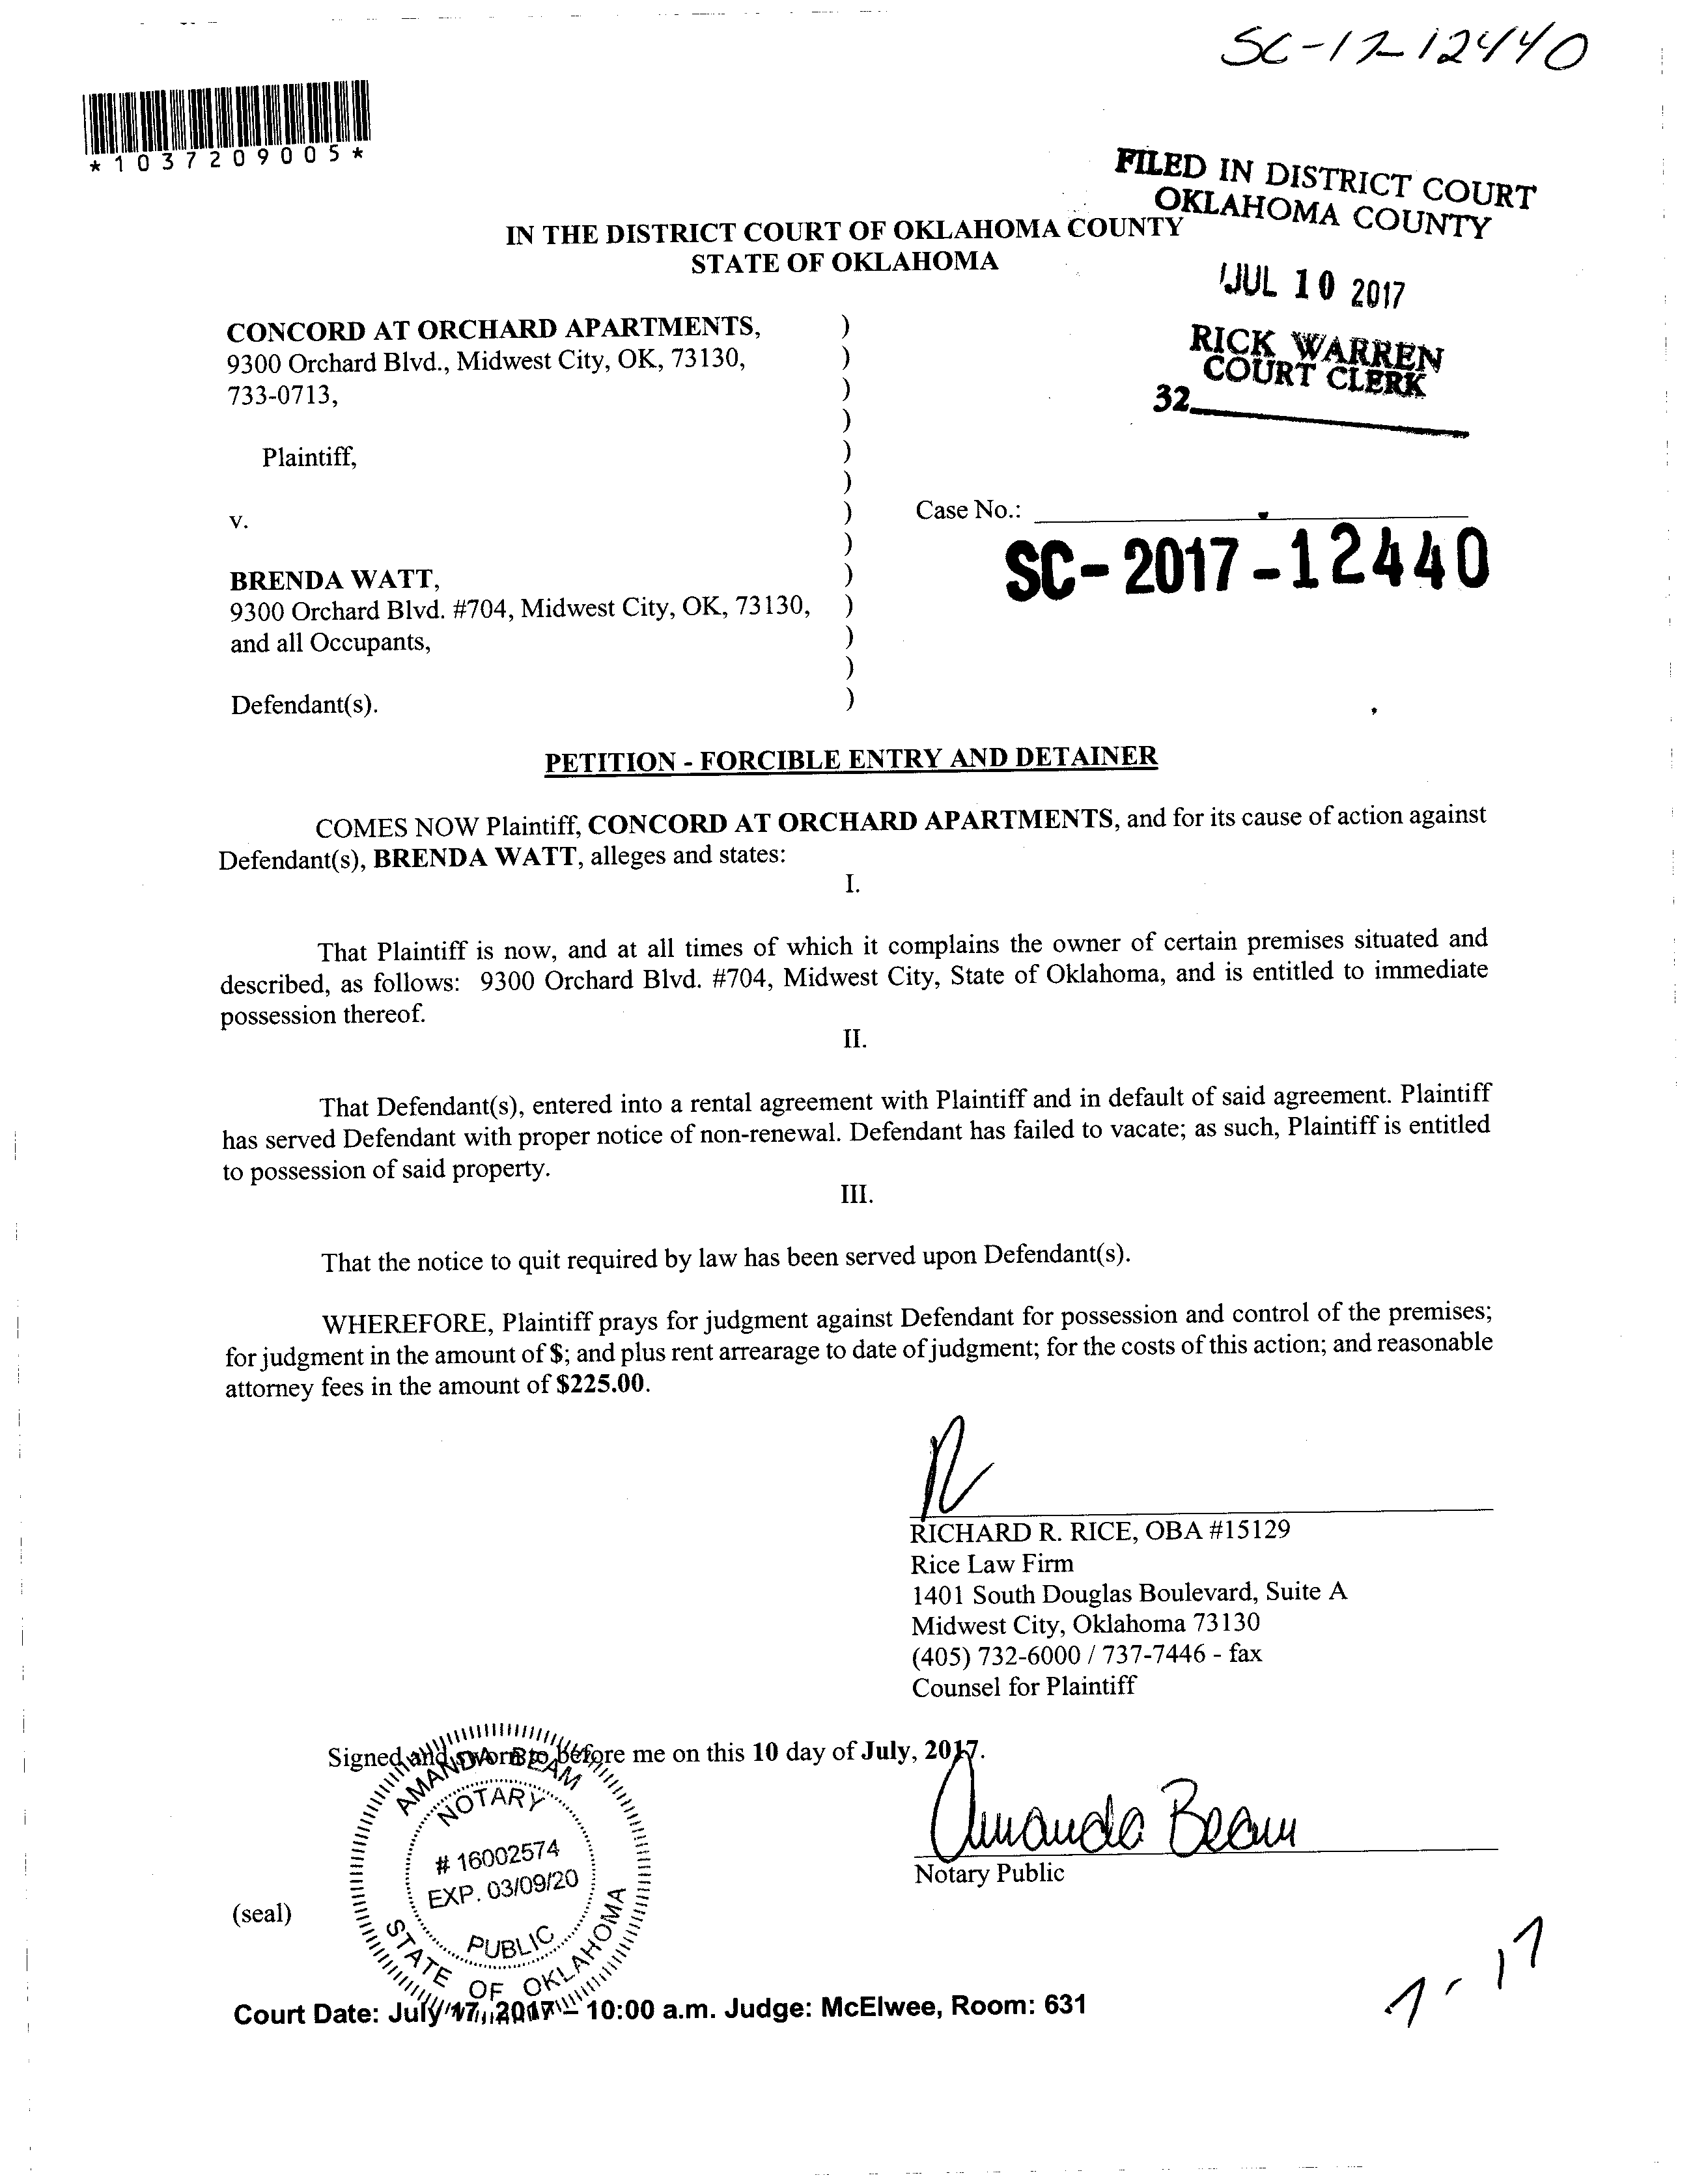 SC-17-12440
*1037209005*
FILED IN DISTRICT COURT
OKLAHOMA COUNTY
IN THE DISTRICT COURT OF OKLAHOMA COUNTY
STATE OF OKLAHOMA
JUL 10 2017
RICK WARREN
COURT CLERK
32
CONCORD AT ORCHARD APARTMENTS, )
9300 Orchard Blvd., Midwest City, OK, 73130, )
733-0713, )
)
Plaintiff, )
)
v. ) Case No.:
)
SC-2017-12440
BRENDA WATT, )
9300 Orchard Blvd. #704, Midwest City, OK, 73130, )
and all Occupants, )
)
Defendant(s). )
PETITION - FORCIBLE ENTRY AND DETAINER
COMES NOW Plaintiff, CONCORD AT ORCHARD APARTMENTS, and for its cause of action against
Defendant(s), BRENDA WATT, alleges and states:
I.
That Plaintiff is now, and at all times of which it complains the owner of certain premises situated and
described, as follows: 9300 Orchard Blvd. #704, Midwest City, State of Oklahoma, and is entitled to immediate
possession thereof.
II.
That Defendant(s), entered into a rental agreement with Plaintiff and in default of said agreement. Plaintiff
has served Defendant with proper notice of non-renewal. Defendant has failed to vacate; as such, Plaintiff is entitled
to possession of said property.
III.
That the notice to quit required by law has been served upon Defendant(s).
WHEREFORE, Plaintiff prays for judgment against Defendant for possession and control of the premises;
for judgment in the amount of $; and plus rent arrearage to date of judgment; for the costs of this action; and reasonable
attorney fees in the amount of $225.00.
RICHARD R. RICE, OBA #15129
Rice Law Firm
1401 South Douglas Boulevard, Suite A
Midwest City, Oklahoma 73130
(405) 732-6000 / 737-7446 - fax
Counsel for Plaintiff
Signed and sworn to before me on this 10 day of July, 2017.
AMANDA BEAM
NOTARY
# 16002574
EXP. 03/09/20
PUBLIC
STATE OF OKLAHOMA
Amanda Beam
Notary Public
(seal)
Court Date: July 17, 2017 – 10:00 a.m. Judge: McElwee, Room: 631
7-17